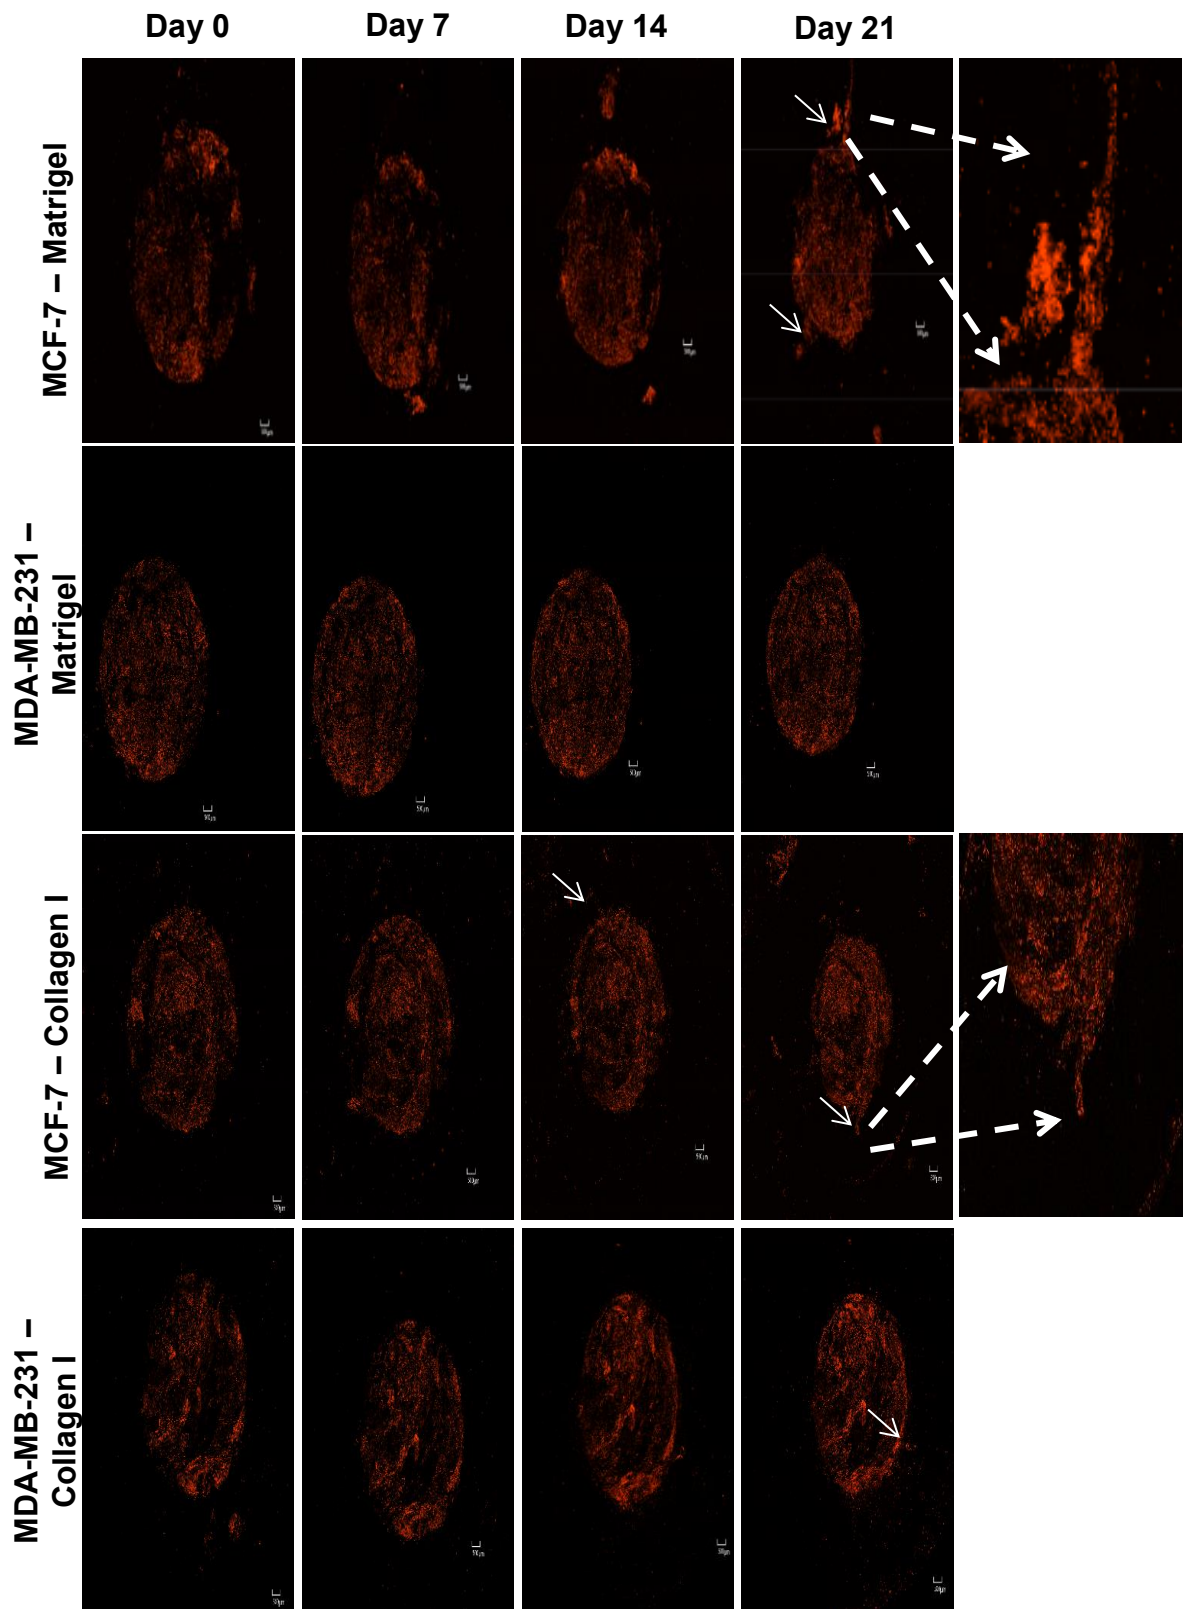 Day 0
Day 7
Day 14
Day 21
MCF-7 – Matrigel
MDA-MB-231 –
Matrigel
MCF-7 – Collagen I
MDA-MB-231 –
Collagen I